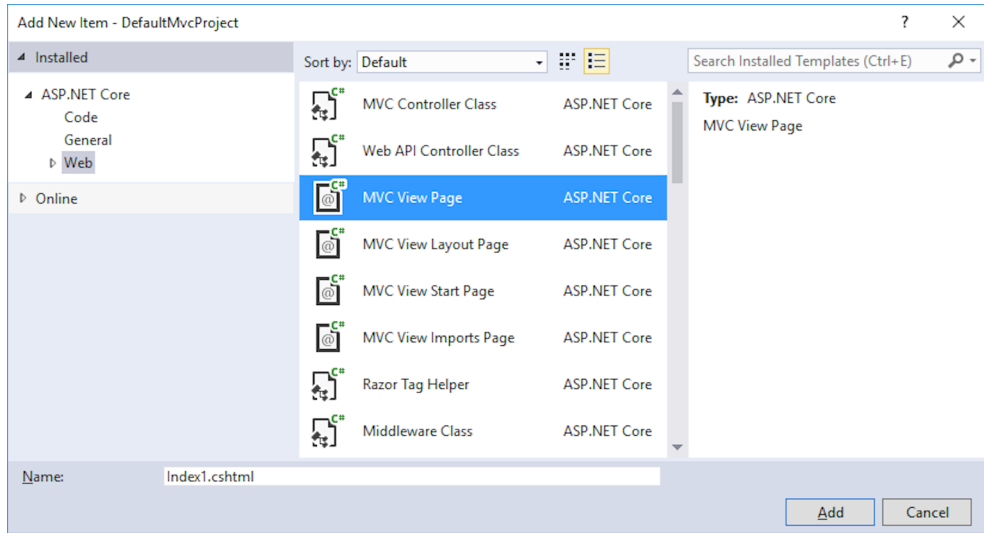 Add New Item - DefaultMvcProject
Installed
Sort by: Default
Search Installed Templates (Ctrl+E)
ASP.NET Core
Code
General
Web
Online
C# MVC Controller Class ASP.NET Core
C# Web API Controller Class ASP.NET Core
C# @ MVC View Page ASP.NET Core
C# @ MVC View Layout Page ASP.NET Core
C# @ MVC View Start Page ASP.NET Core
C# @ MVC View Imports Page ASP.NET Core
C# Razor Tag Helper ASP.NET Core
C# Middleware Class ASP.NET Core
Type: ASP.NET Core
MVC View Page
Name: Index1.cshtml
Add Cancel